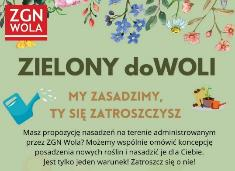 ZGN
WOLA
ZIELONY doWOLI
MY ZASADZIMY,
TY SIĘ ZATROSZCZYSZ
Masz propozycję nasadzeń na terenie administrowanym
przez ZGN Wola? Możemy wspólnie omówić koncepcję
posadzenia nowych roślin i nasadzić je dla Ciebie.
Jest tylko jeden warunek! Zatroszcz się o nie!